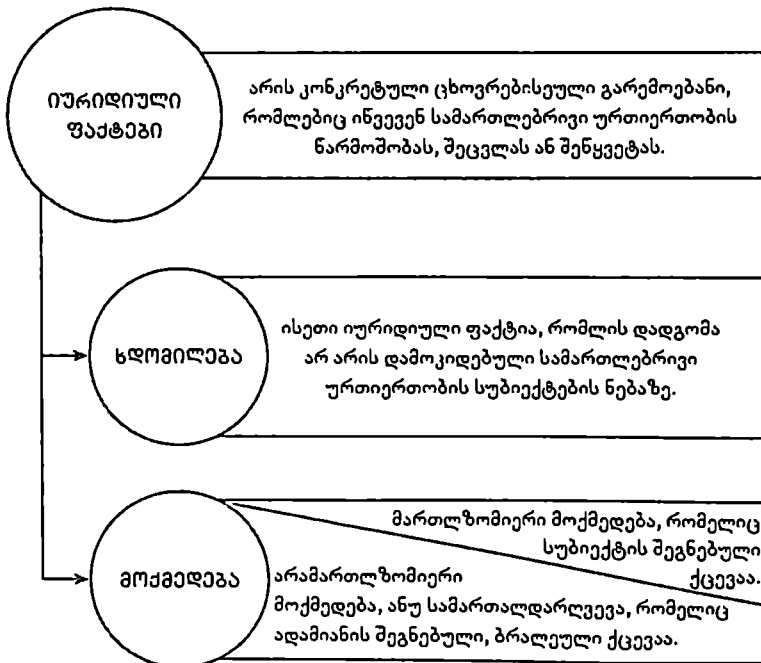 იურიდიული
ფაქტები
არის კონკრეტული ცხოვრებისეული გარემოებანი,
რომლებიც იწვევენ სამართლებრივი ურთიერთობის
წარმოშობას, შეცვლას ან შეწყვეტას.
ხდომილება
ისეთი იურიდიული ფაქტია, რომლის დადგომა
არ არის დამოკიდებული სამართლებრივი
ურთიერთობის სუბიექტების ნებაზე.
მოქმედება
მართლზომიერი მოქმედება, რომელიც
სუბიექტის შეგნებული
ქცევაა.
არამართლზომიერი
მოქმედება, ანუ სამართალდარღვევა, რომელიც
ადამიანის შეგნებული, ბრალეული ქცევაა.